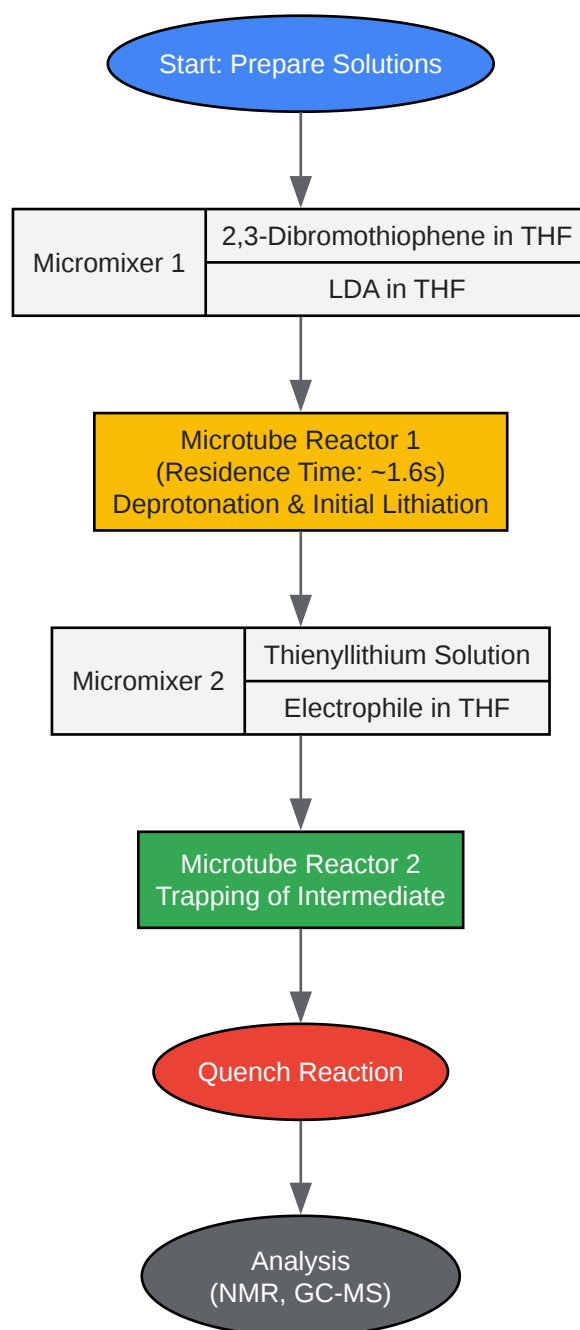 Start: Prepare Solutions
Micromixer 1
2,3-Dibromothiophene in THF
LDA in THF
Microtube Reactor 1
(Residence Time: ~1.6s)
Deprotonation & Initial Lithiation
Micromixer 2
Thienyllithium Solution
Electrophile in THF
Microtube Reactor 2
Trapping of Intermediate
Quench Reaction
Analysis
(NMR, GC-MS)